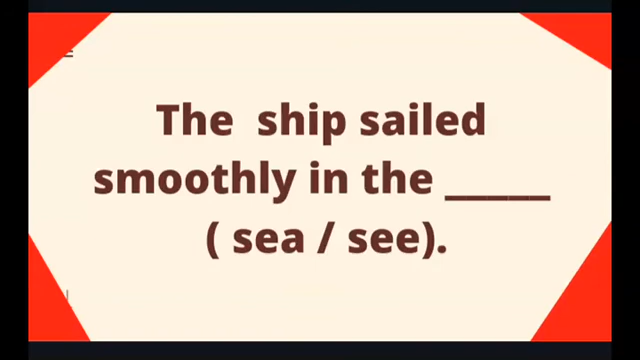 The ship sailed
smoothly in the _____
( sea / see).